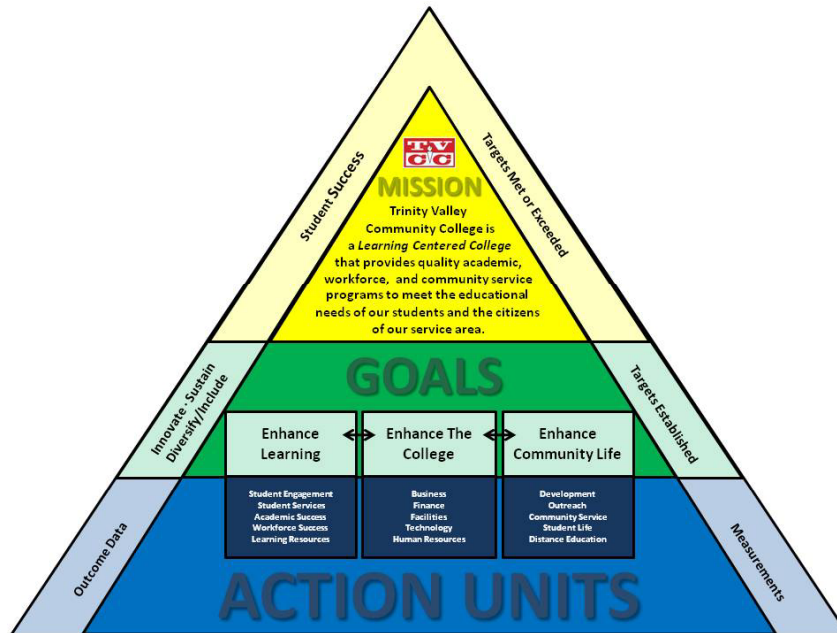 TV
CC
MISSION
Trinity Valley
Community College is
a Learning Centered College
that provides quality academic,
workforce, and community service
programs to meet the educational
needs of our students and the citizens
of our service area.
Student Success
Targets Met or Exceeded
GOALS
Innovate · Sustain
Diversify/Include
Targets Established
Enhance
Learning
Enhance The
College
Enhance
Community Life
Student Engagement
Student Services
Academic Success
Workforce Success
Learning Resources
Business
Finance
Facilities
Technology
Human Resources
Development
Outreach
Community Service
Student Life
Distance Education
Outcome Data
Measurements
ACTION UNITS